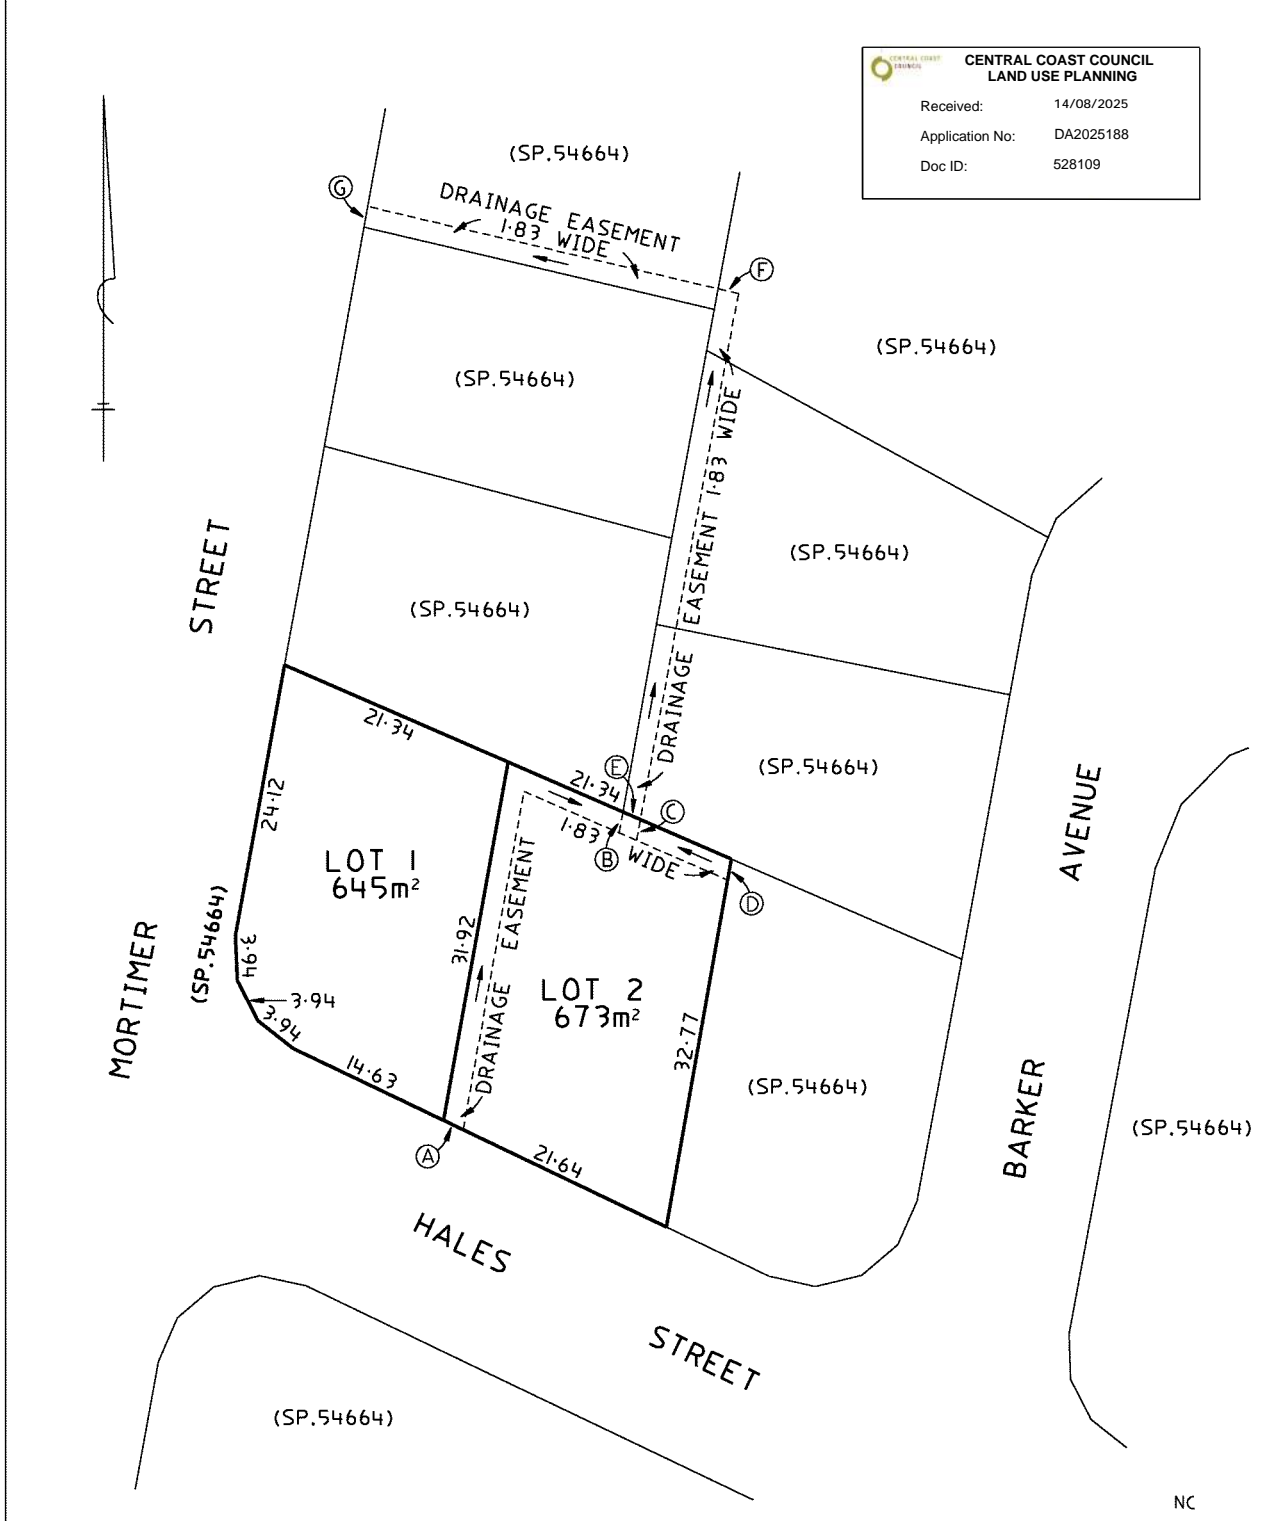 CENTRAL COAST
COUNCIL
CENTRAL COAST COUNCIL
LAND USE PLANNING
Received: 14/08/2025
Application No: DA2025188
Doc ID: 528109
(SP.54664)
G
DRAINAGE EASEMENT
1·83 WIDE
F
(SP.54664)
(SP.54664)
DRAINAGE EASEMENT 1·83 WIDE
(SP.54664)
STREET
(SP.54664)
21·34
21·34
E
(SP.54664)
C
24·12
1·83 WIDE
B
AVENUE
LOT 1
645m²
D
DRAINAGE EASEMENT
(SP.54664)
3·94
31·92
MORTIMER
3·94
LOT 2
673m²
3·94
32·77
14·63
(SP.54664)
BARKER
(SP.54664)
A
21·64
HALES
STREET
(SP.54664)
NC